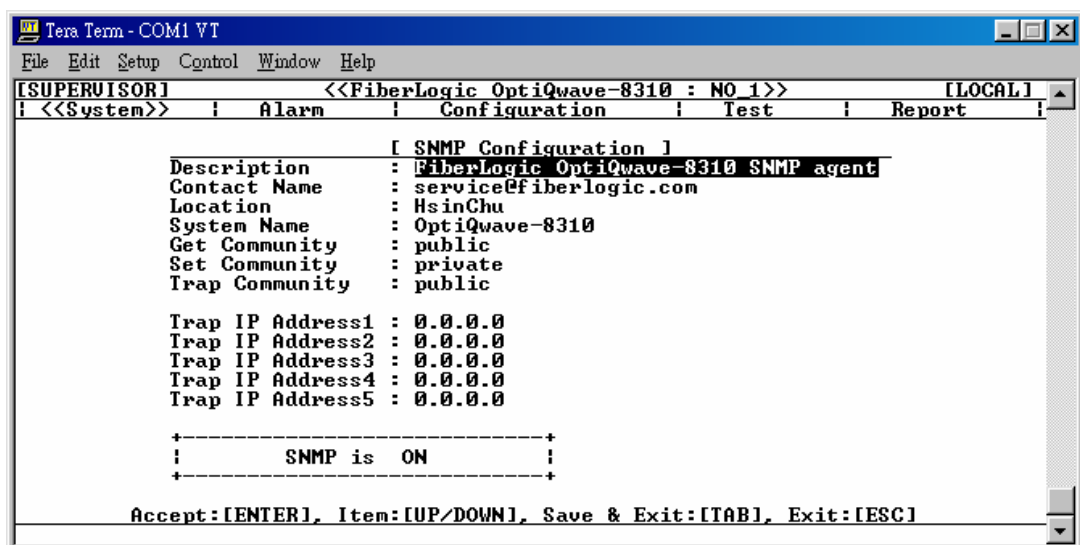 Tera Term - COM1 VT
File Edit Setup Control Window Help
[SUPERVISOR] <<FiberLogic OptiQwave-8310 : NO_1>> [LOCAL]
| <<System>> | Alarm | Configuration | Test | Report |
[ SNMP Configuration ]
Description : FiberLogic OptiQwave-8310 SNMP agent
Contact Name : service@fiberlogic.com
Location : HsinChu
System Name : OptiQwave-8310
Get Community : public
Set Community : private
Trap Community : public
Trap IP Address1 : 0.0.0.0
Trap IP Address2 : 0.0.0.0
Trap IP Address3 : 0.0.0.0
Trap IP Address4 : 0.0.0.0
Trap IP Address5 : 0.0.0.0
+----------------------------+
| SNMP is ON |
+----------------------------+
Accept:[ENTER], Item:[UP/DOWN], Save & Exit:[TAB], Exit:[ESC]